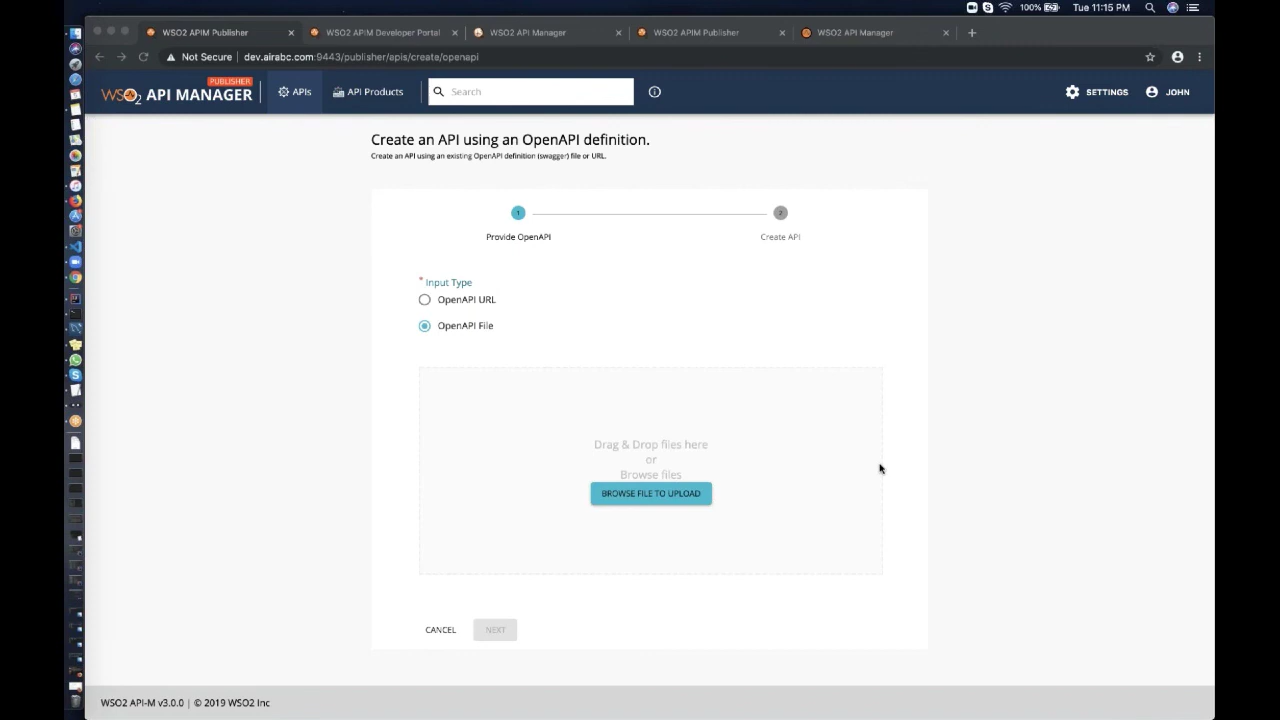 100%
Tue 11:15 PM
WSO2 APIM Publisher
WSO2 APIM Developer Portal
WSO2 API Manager
WSO2 APIM Publisher
WSO2 API Manager
Not Secure
dev.airabc.com:9443/publisher/apis/create/openapi
PUBLISHER
WSO2 API MANAGER
APIs
API Products
Search
SETTINGS
JOHN
Create an API using an OpenAPI definition.
Create an API using an existing OpenAPI definition (swagger) file or URL.
1
2
Provide OpenAPI
Create API
* Input Type
OpenAPI URL
OpenAPI File
Drag & Drop files here
or
Browse files
BROWSE FILE TO UPLOAD
CANCEL
NEXT
WSO2 API-M v3.0.0 | © 2019 WSO2 Inc